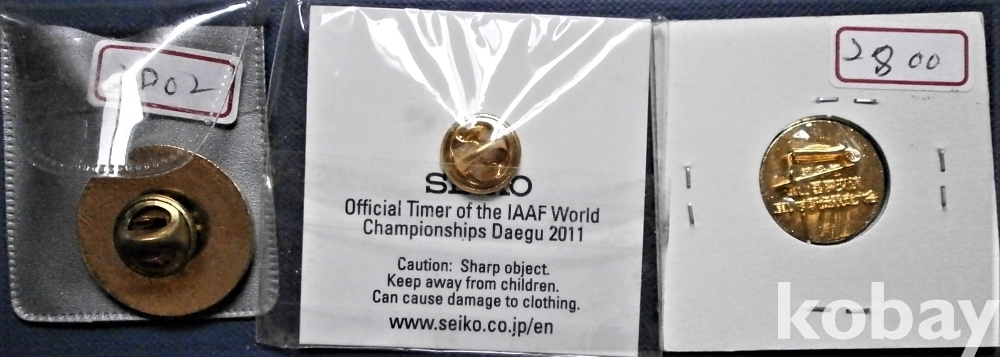 2800
SEIKO
Official Timer of the IAAF World
Championships Daegu 2011
Caution: Sharp object.
Keep away from children.
Can cause damage to clothing.
www.seiko.co.jp/en
kobay